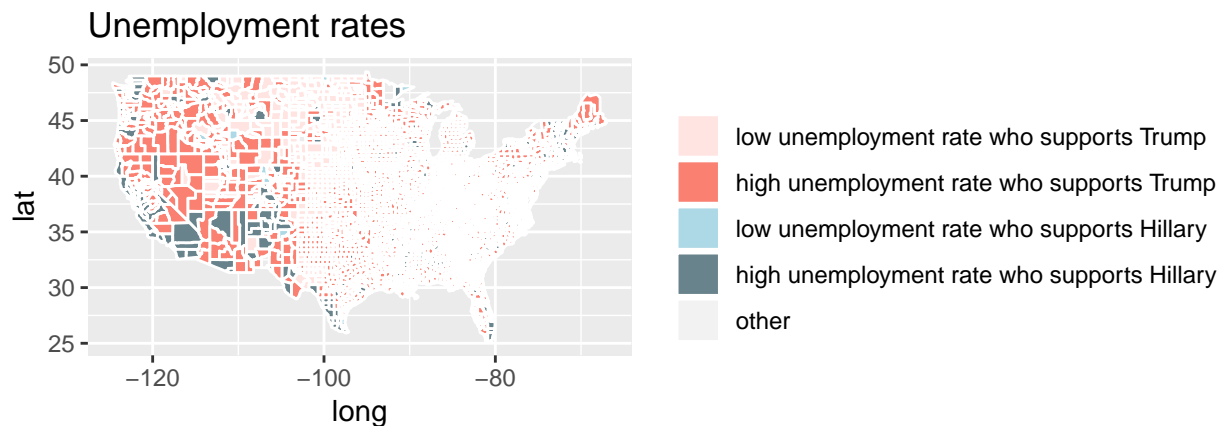 Unemployment rates
50
45
40
35
30
25
lat
−120
−100
−80
long
low unemployment rate who supports Trump
high unemployment rate who supports Trump
low unemployment rate who supports Hillary
high unemployment rate who supports Hillary
other